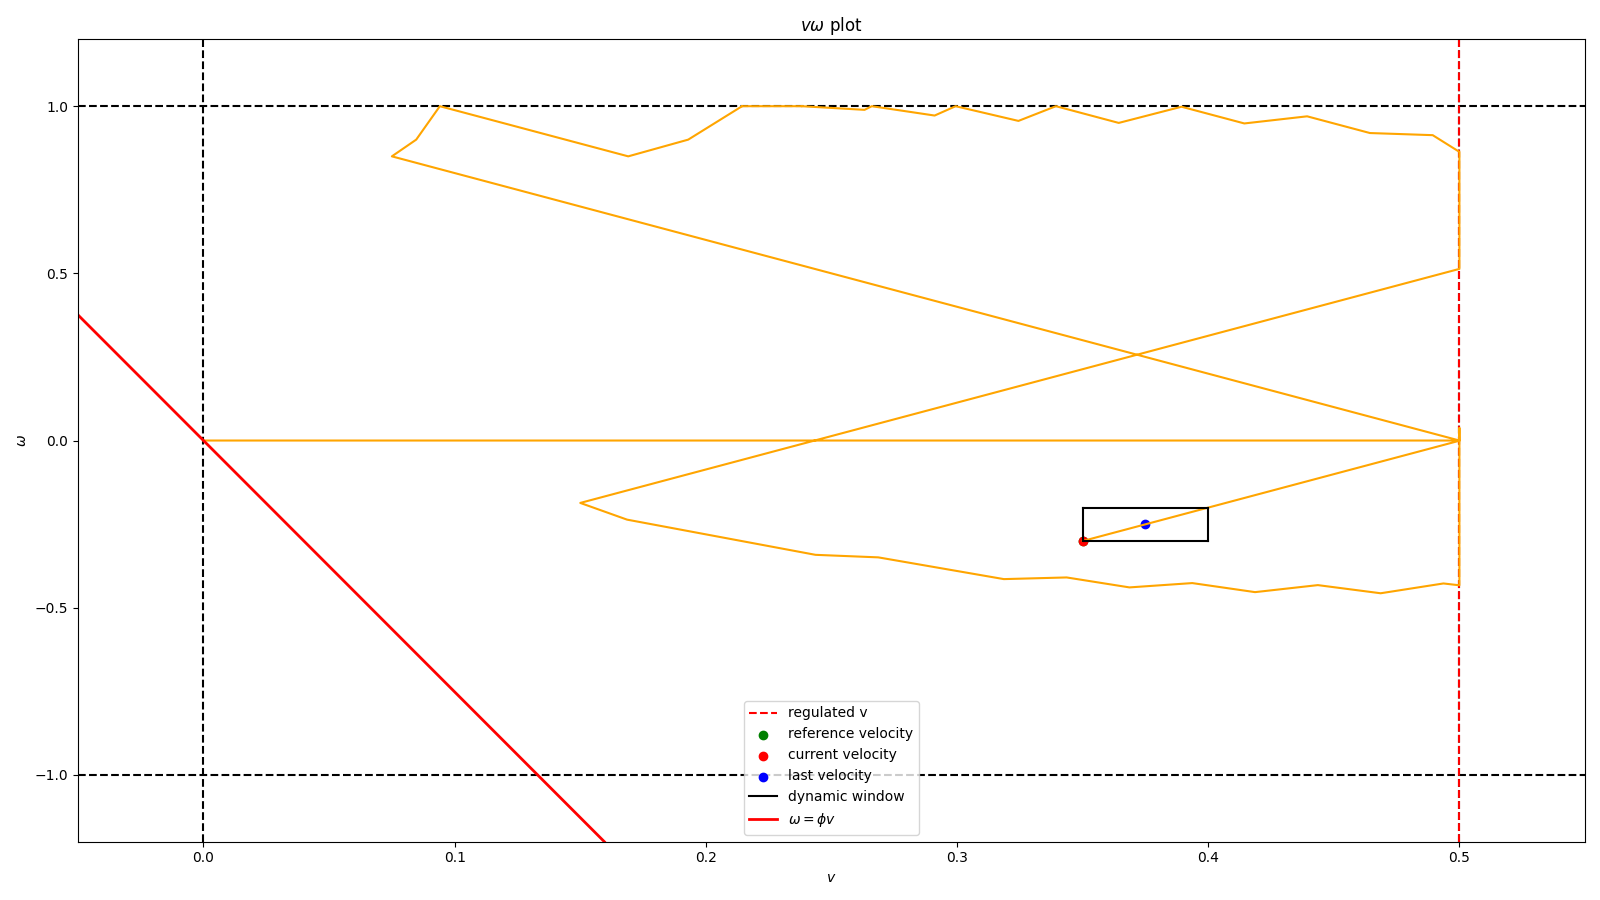 vω plot
1.0
0.5
0.0
−0.5
−1.0
ω
0.0 0.1 0.2 0.3 0.4 0.5
v
regulated v
reference velocity
current velocity
last velocity
dynamic window
ω = ϕv